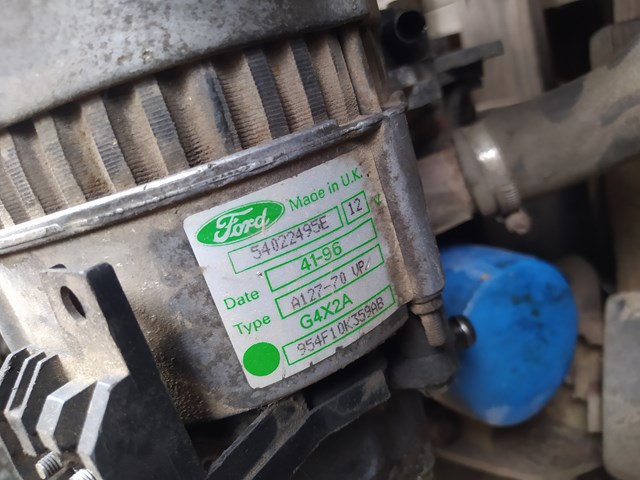 Ford Made in U.K.
54022495E 12 V
41-96
Date
A127-70 UP/
Type
G4X2A
954F10K359AB